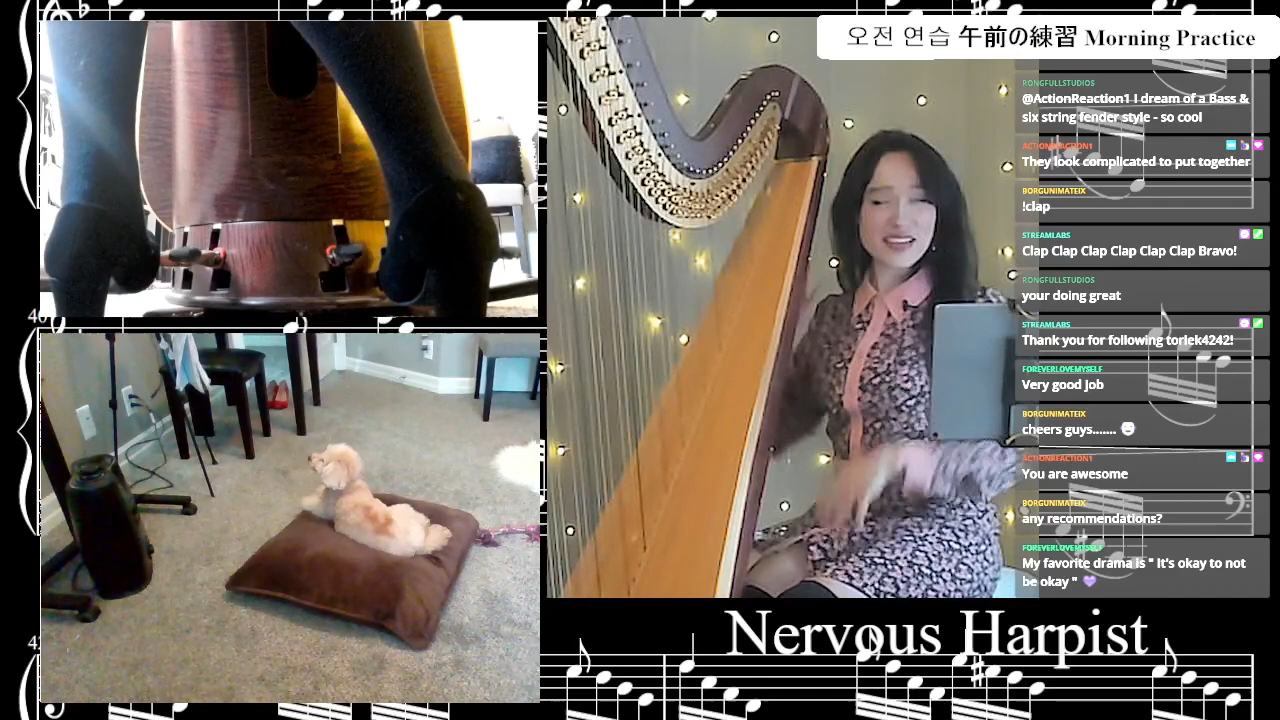 오전 연습 午前の練習 Morning Practice
RONGFULLSTUDIOS
@ActionReaction1 I dream of a Bass &
six string fender style - so cool
ACTIONREACTION1
They look complicated to put together
BORGUNIMATEIX
!clap
STREAMLABS
Clap Clap Clap Clap Clap Clap Bravo!
RONGFULLSTUDIOS
your doing great
STREAMLABS
Thank you for following torlek4242!
FOREVERLOVEMYSELF
Very good job
BORGUNIMATEIX
cheers guys.......
ACTIONREACTION1
You are awesome
BORGUNIMATEIX
any recommendations?
FOREVERLOVEMYSELF
My favorite drama is " It's okay to not
be okay " 💜
Nervous Harpist